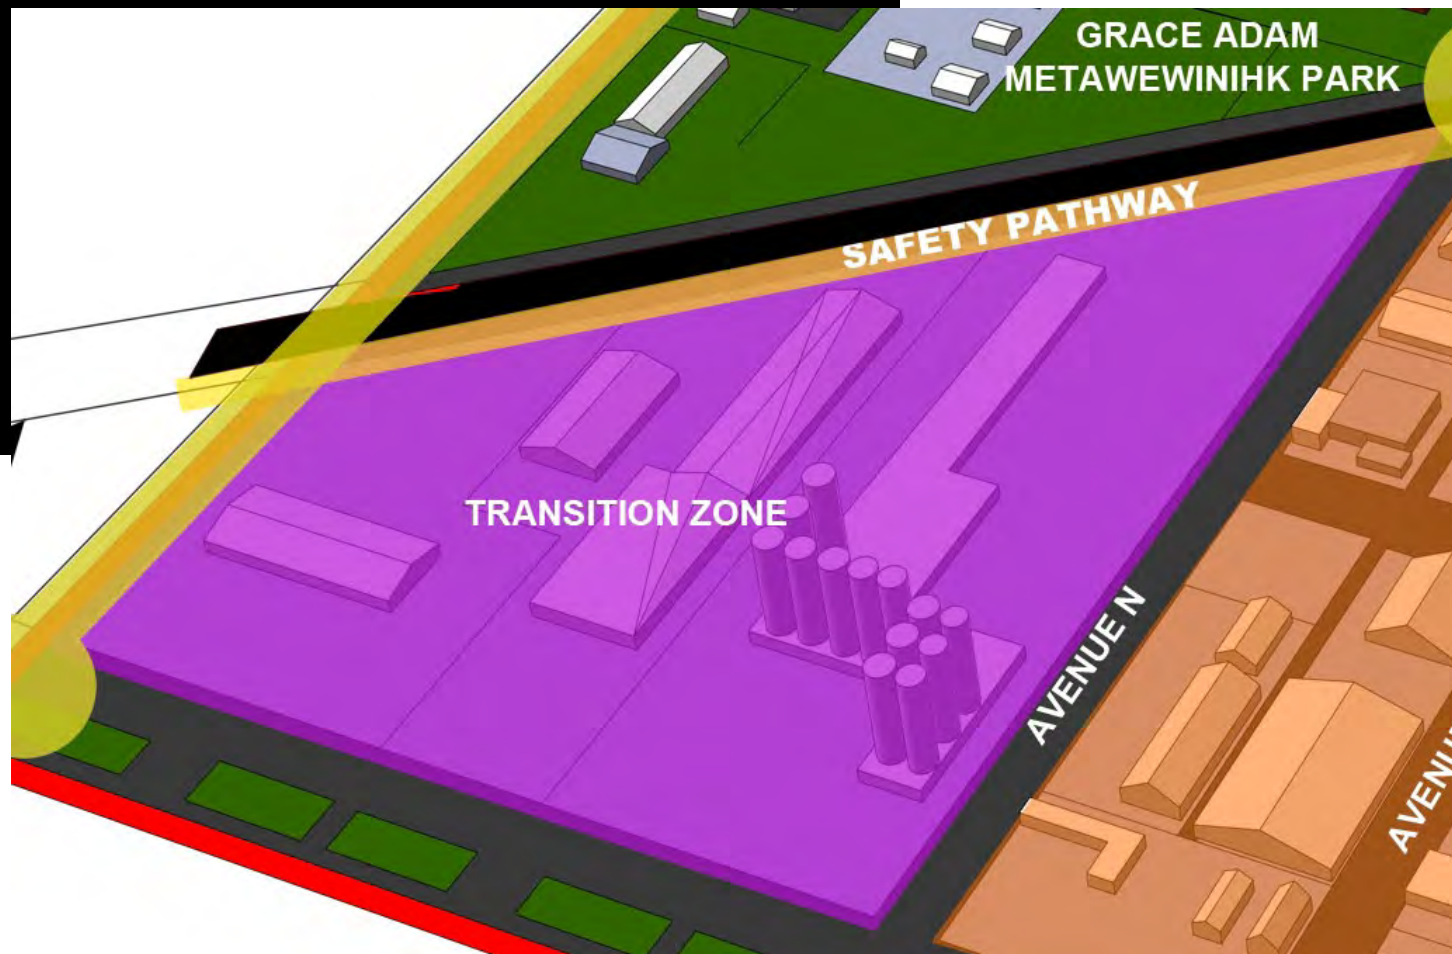 GRACE ADAM
METAWEWINIHK PARK
SAFETY PATHWAY
TRANSITION ZONE
AVENUE N